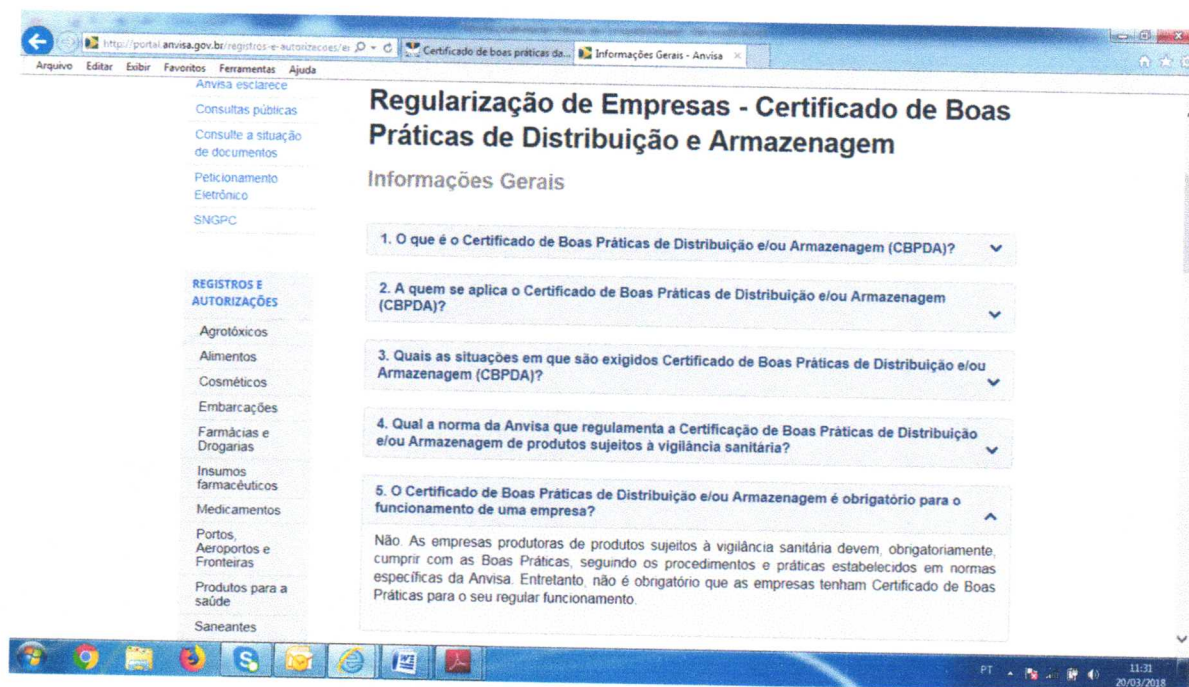 http://portal.anvisa.gov.br/registros-e-autorizacoes/e
Certificado de boas práticas da...
Informações Gerais - Anvisa
Arquivo Editar Exibir Favoritos Ferramentas Ajuda
Anvisa esclarece
Consultas públicas
Consulte a situação
de documentos
Peticionamento
Eletrônico
SNGPC
REGISTROS E
AUTORIZAÇÕES
Agrotóxicos
Alimentos
Cosméticos
Embarcações
Farmácias e
Drogarias
Insumos
farmacêuticos
Medicamentos
Portos,
Aeroportos e
Fronteiras
Produtos para a
saúde
Saneantes
Regularização de Empresas - Certificado de Boas
Práticas de Distribuição e Armazenagem
Informações Gerais
1. O que é o Certificado de Boas Práticas de Distribuição e/ou Armazenagem (CBPDA)?
2. A quem se aplica o Certificado de Boas Práticas de Distribuição e/ou Armazenagem
(CBPDA)?
3. Quais as situações em que são exigidos Certificado de Boas Práticas de Distribuição e/ou
Armazenagem (CBPDA)?
4. Qual a norma da Anvisa que regulamenta a Certificação de Boas Práticas de Distribuição
e/ou Armazenagem de produtos sujeitos à vigilância sanitária?
5. O Certificado de Boas Práticas de Distribuição e/ou Armazenagem é obrigatório para o
funcionamento de uma empresa?
Não. As empresas produtoras de produtos sujeitos à vigilância sanitária devem, obrigatoriamente,
cumprir com as Boas Práticas, seguindo os procedimentos e práticas estabelecidos em normas
específicas da Anvisa. Entretanto, não é obrigatório que as empresas tenham Certificado de Boas
Práticas para o seu regular funcionamento.
PT
11:31
20/03/2018